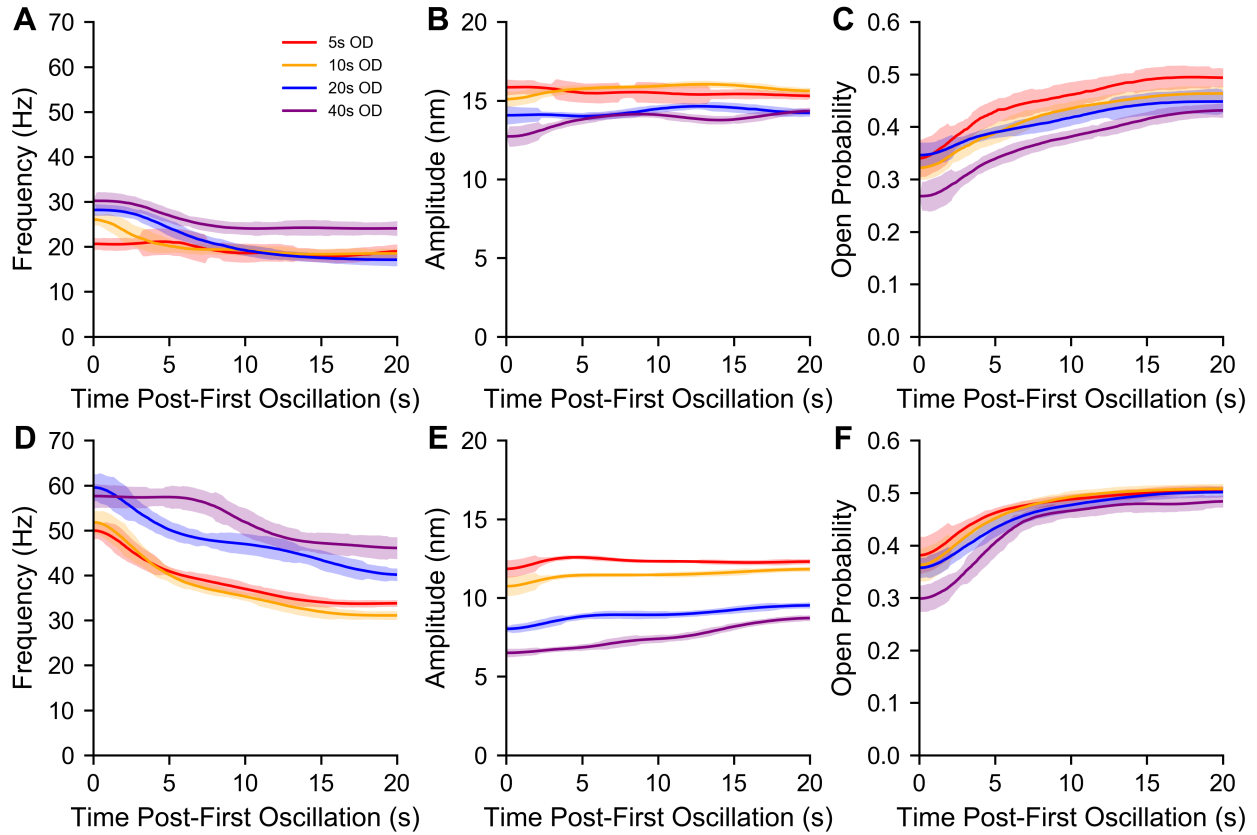 A
Frequency (Hz)
70
60
50
40
30
20
10
0
0 5 10 15 20
Time Post-First Oscillation (s)
5s OD
10s OD
20s OD
40s OD
B
Amplitude (nm)
20
15
10
5
0
0 5 10 15 20
Time Post-First Oscillation (s)
C
Open Probability
0.6
0.5
0.4
0.3
0.2
0.1
0.0
0 5 10 15 20
Time Post-First Oscillation (s)
D
Frequency (Hz)
70
60
50
40
30
20
10
0
0 5 10 15 20
Time Post-First Oscillation (s)
E
Amplitude (nm)
20
15
10
5
0
0 5 10 15 20
Time Post-First Oscillation (s)
F
Open Probability
0.6
0.5
0.4
0.3
0.2
0.1
0.0
0 5 10 15 20
Time Post-First Oscillation (s)